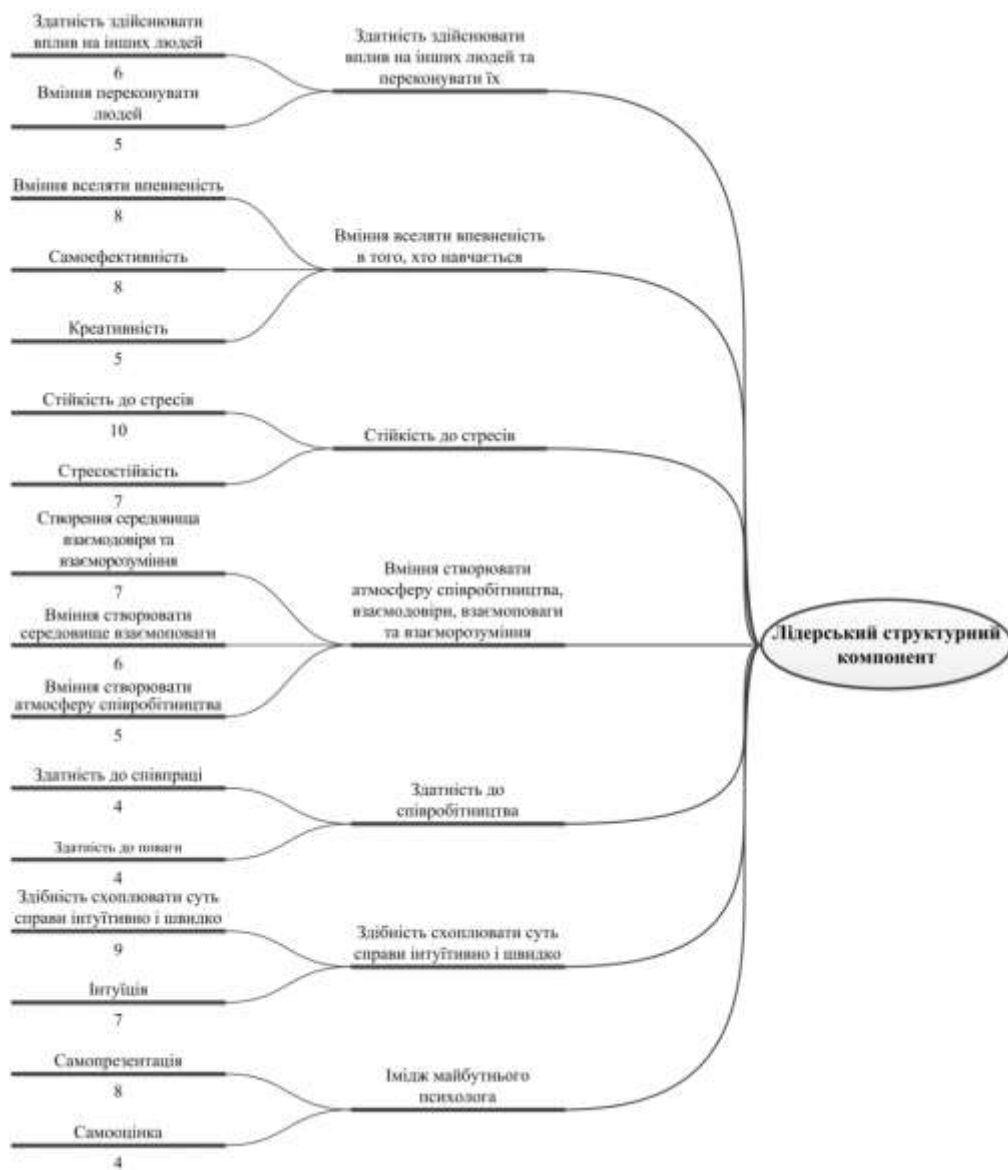 Здатність здійснювати
вплив на інших людей
6
Вміння переконувати
людей
5
Здатність здійснювати
вплив на інших людей та
переконувати їх
Вміння вселяти впевненість
8
Самоефективність
8
Креативність
5
Вміння вселяти впевненість
в того, хто навчається
Стійкість до стресів
10
Стресостійкість
7
Стійкість до стресів
Створення середовища
взаємодовіри та
взаєморозуміння
7
Вміння створювати
середовище взаємоповаги
6
Вміння створювати
атмосферу співробітництва
5
Вміння створювати
атмосферу співробітництва,
взаємодовіри, взаємоповаги
та взаєморозуміння
Здатність до співпраці
4
Здатність до поваги
4
Здатність до
співробітництва
Здібність схоплювати суть
справи інтуїтивно і швидко
9
Інтуїція
7
Здібність схоплювати суть
справи інтуїтивно і швидко
Самопрезентація
8
Самооцінка
4
Імідж майбутнього
психолога
Лідерський структурний
компонент